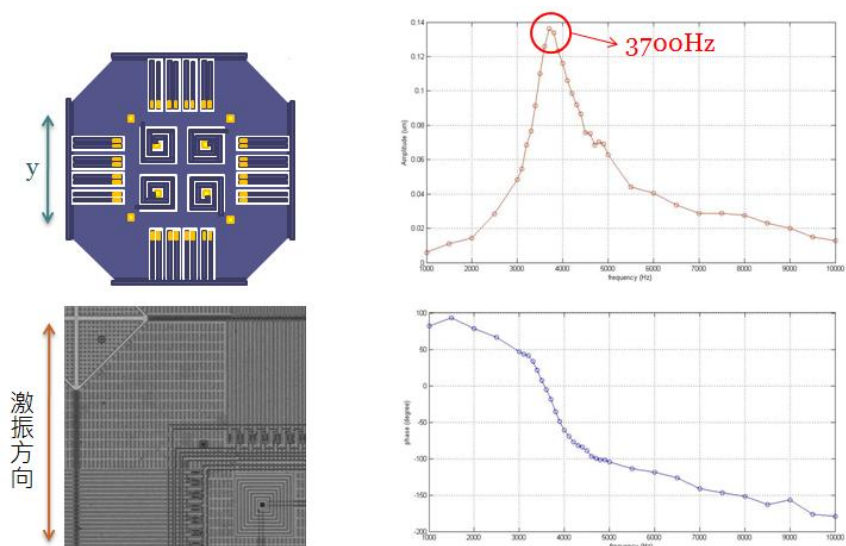 3700Hz
y
0.14
0.12
0.1
0.08
0.06
0.04
0.02
0
Amplitude (um)
1000 2000 3000 4000 5000 6000 7000 8000 9000 10000
frequency (Hz)
激振方向
100
50
0
-50
-100
-150
-200
phase (degree)
1000 2000 3000 4000 5000 6000 7000 8000 9000 10000
frequency (Hz)